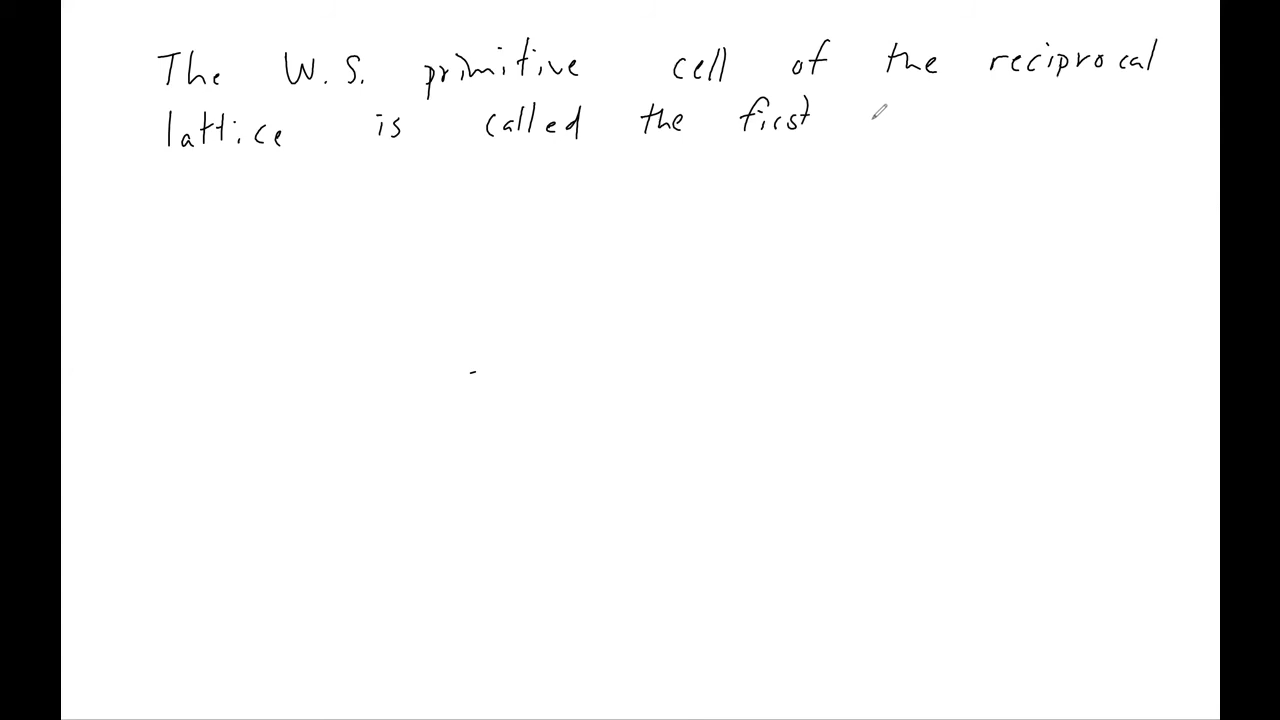 The W.S. primitive cell of the reciprocal
lattice is called the first